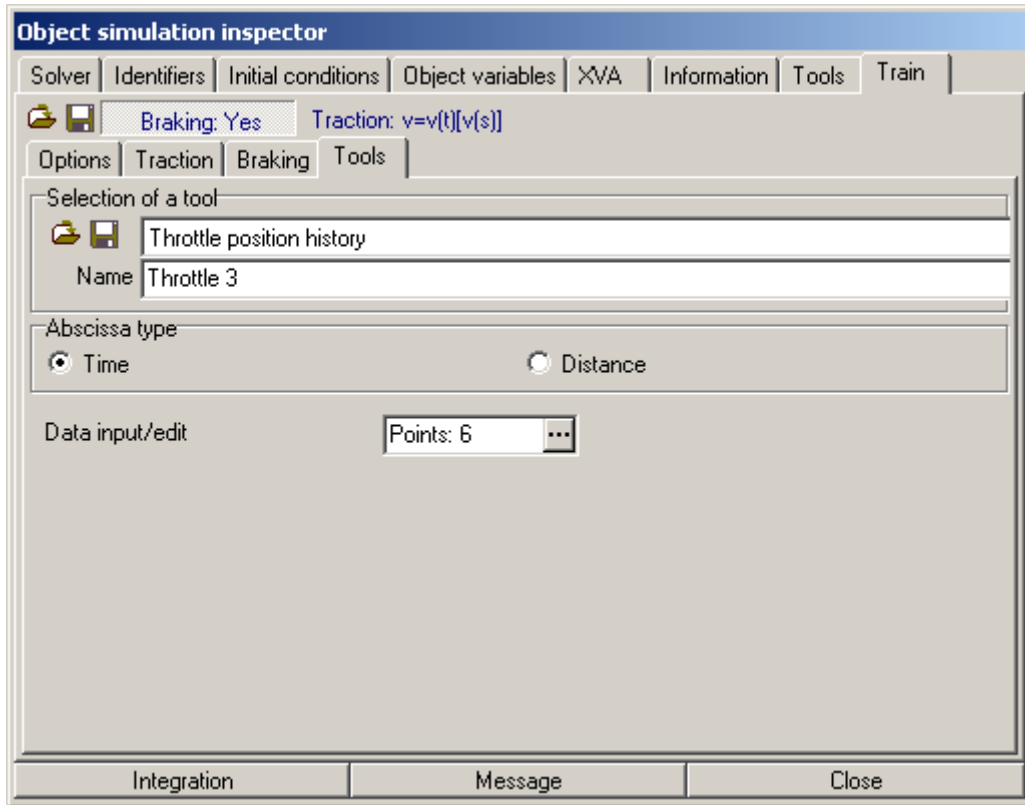 Object simulation inspector
Solver Identifiers Initial conditions Object variables XVA Information Tools Train
Braking: Yes Traction: v=v(t)[v(s)]
Options Traction Braking Tools
Selection of a tool
Throttle position history
Name Throttle 3
Abscissa type
Time Distance
Data input/edit Points: 6 ...
Integration Message Close